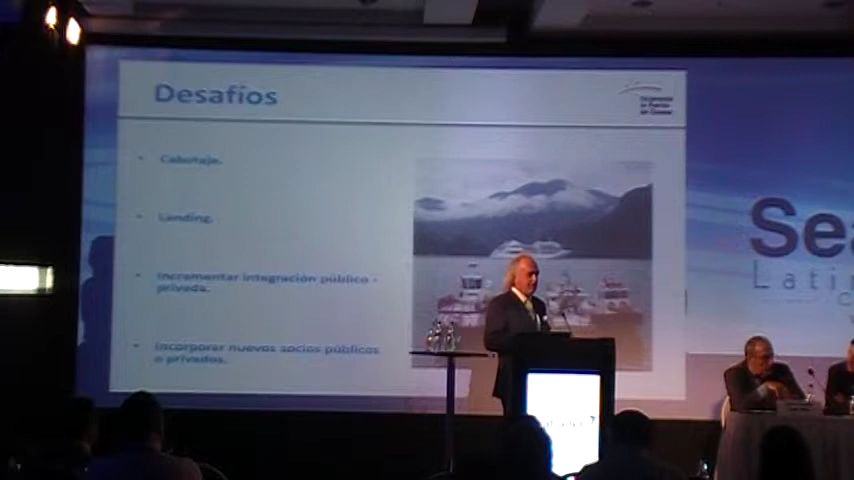 Desafíos
Cabotaje.
Landing.
Incrementar integración público -
privada.
Incorporar nuevos socios públicos
o privados.
Sea
Latin
C